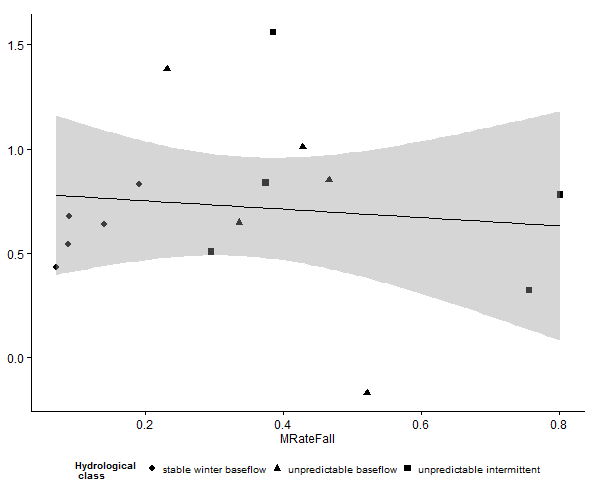 1.5
1.0
0.5
0.0
0.2 0.4 0.6 0.8
MRateFall
Hydrological
class
stable winter baseflow unpredictable baseflow unpredictable intermittent